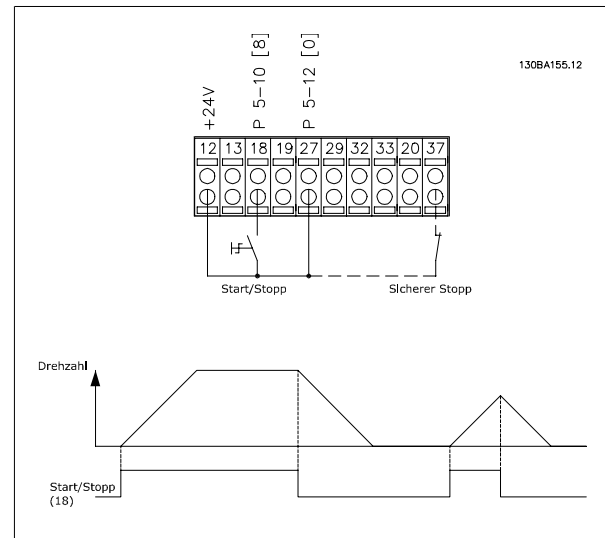 130BA155.12
+24V
P 5-10 [8]
P 5-12 [0]
12 13 18 19 27 29 32 33 20 37
Start/Stopp
Sicherer Stopp
Drehzahl
Start/Stopp
(18)